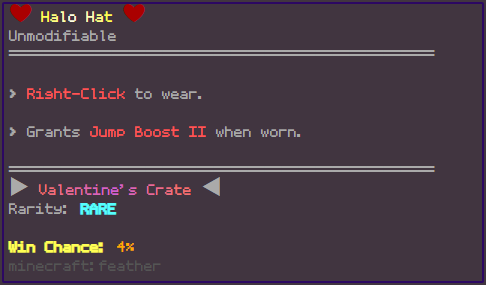 ❤ Halo Hat ❤
Unmodifiable
> Right-Click to wear.
> Grants Jump Boost II when worn.
▶ Valentine's Crate ◀
Rarity: RARE
Win Chance: 4%
minecraft:feather